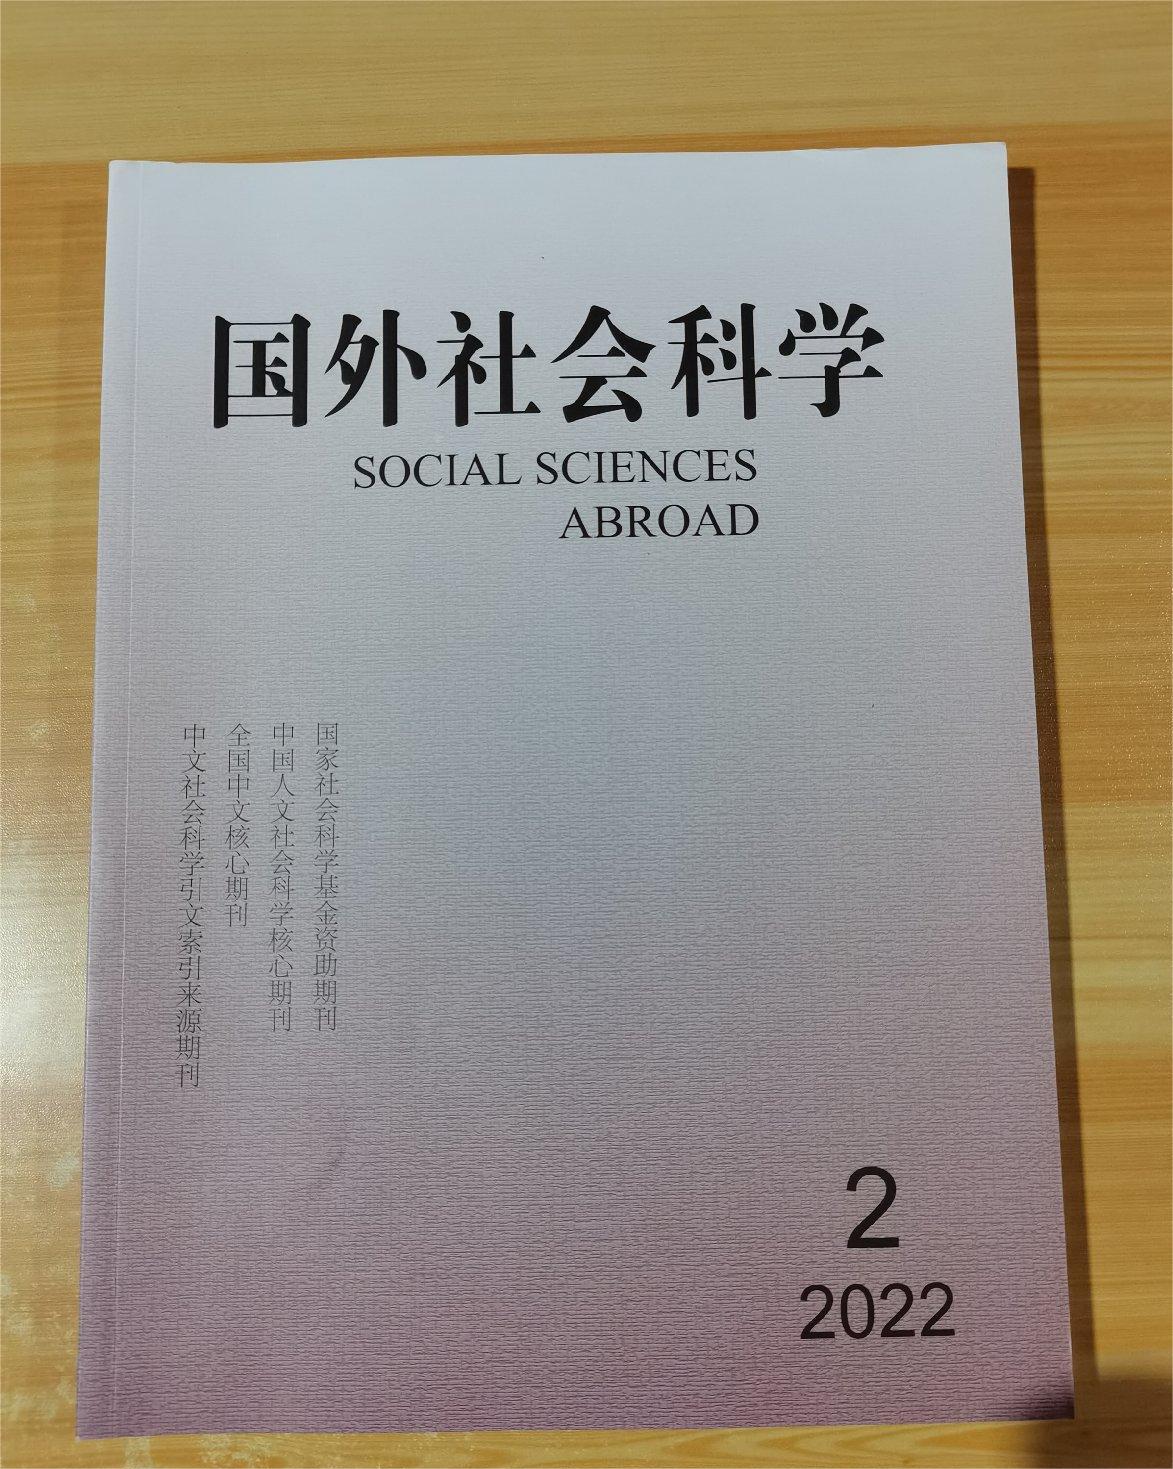 国外社会科学
SOCIAL SCIENCES
ABROAD
国家社会科学基金资助期刊
中国人文社会科学核心期刊
全国中文核心期刊
中文社会科学引文索引来源期刊
2
2022